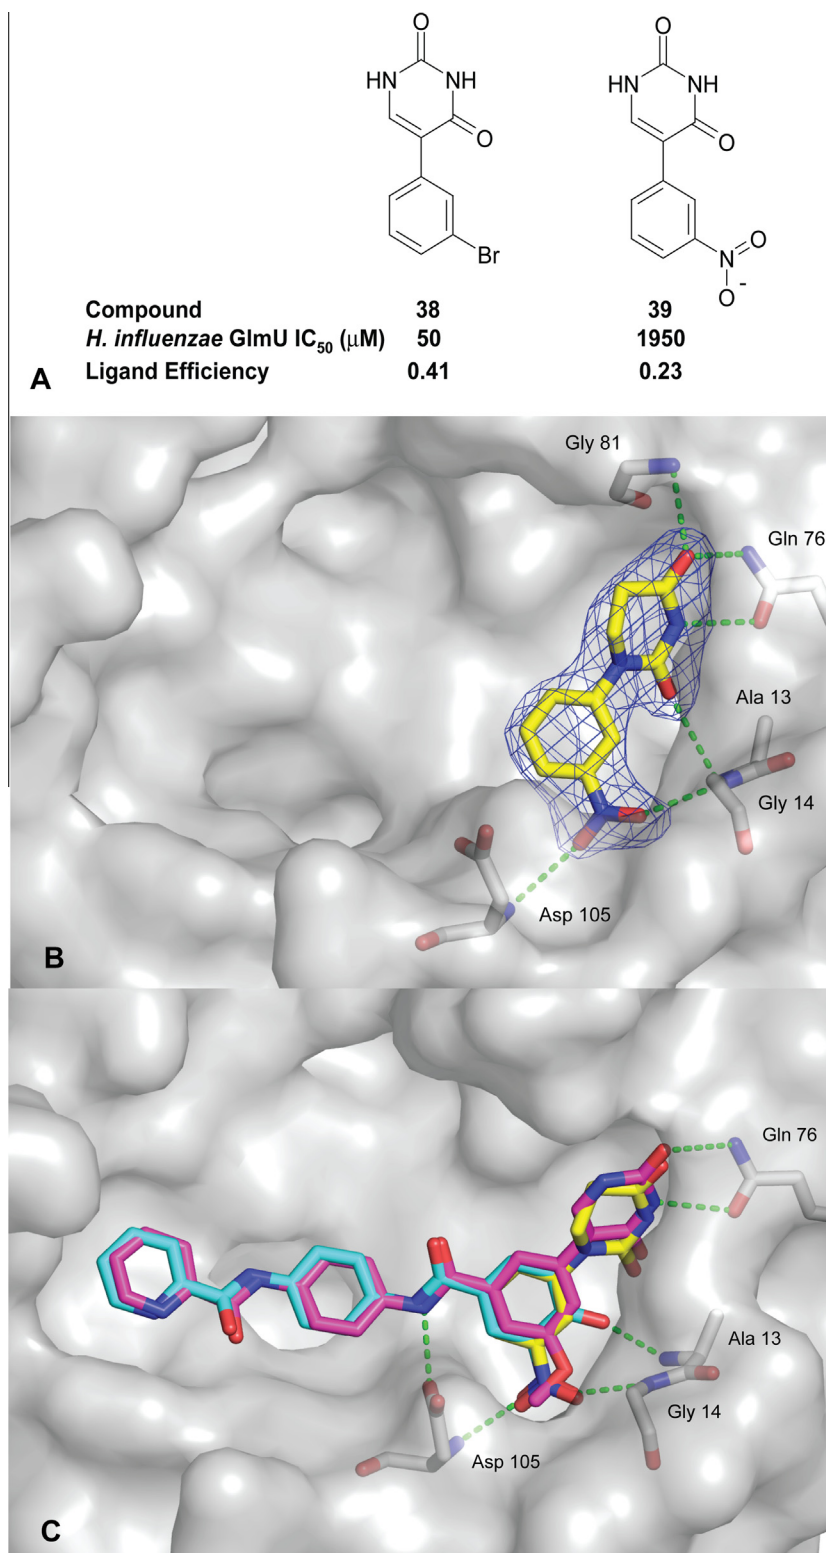 O O
HN NH HN NH
O O
Br N O
O -
Compound 38 39
H. influenzae GlmU IC50 (μM) 50 1950
Ligand Efficiency 0.41 0.23
A
Gly 81
Gln 76
Ala 13
Gly 14
Asp 105
B
Gln 76
Ala 13
Gly 14
Asp 105
C